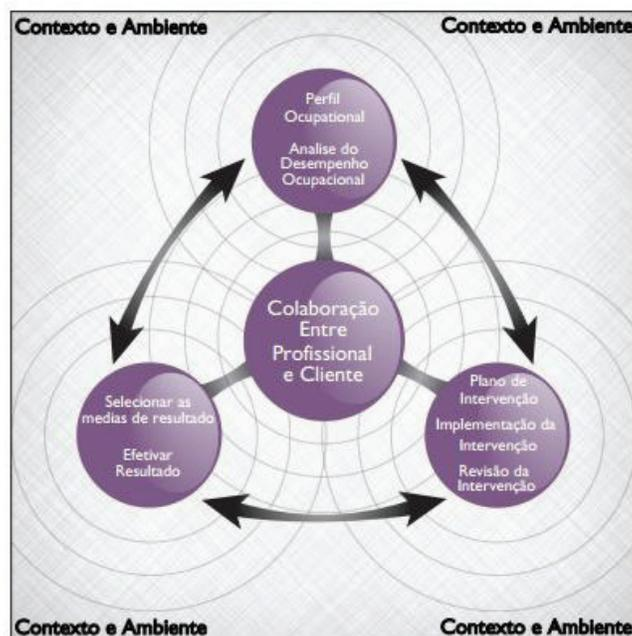 Contexto e Ambiente
Contexto e Ambiente
Perfil
Ocupational
Analise do
Desempenho
Ocupacional
Colaboração
Entre
Profissional
e Cliente
Selecionar as
medias de resultado
Efetivar
Resultado
Plano de
Intervenção
Implementação da
Intervenção
Revisão da
Intervenção
Contexto e Ambiente
Contexto e Ambiente